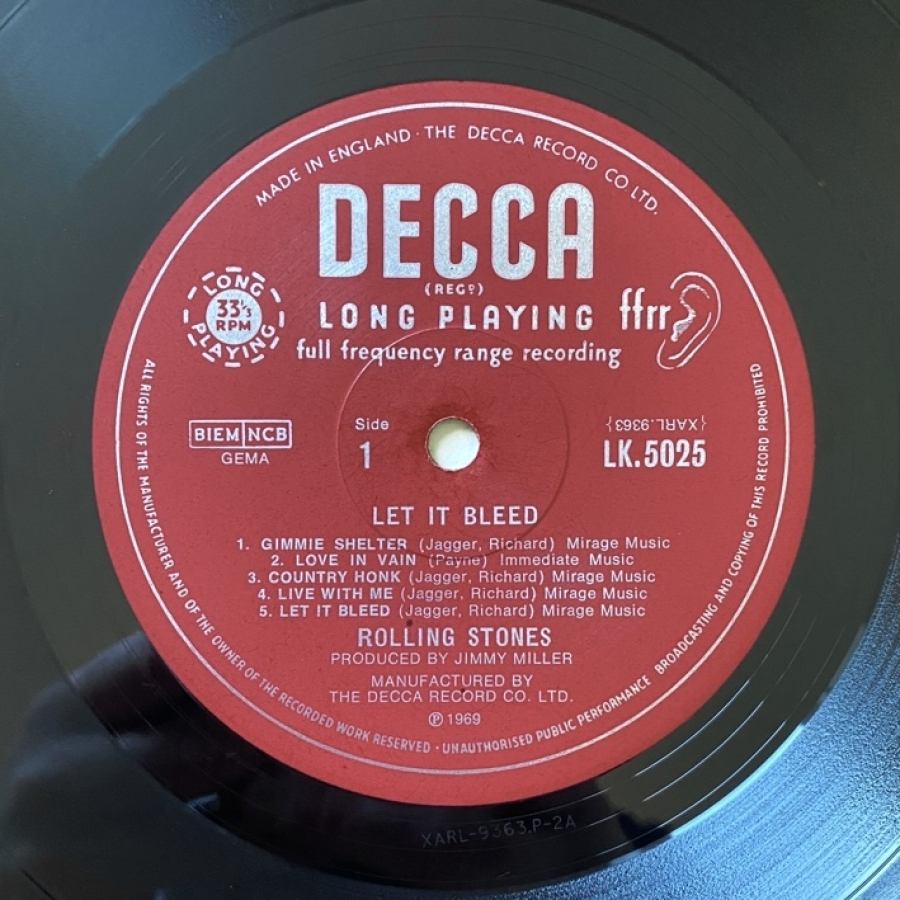 MADE IN ENGLAND · THE DECCA RECORD CO LTD.
DECCA
(REGD)
LONG PLAYING
33⅓
RPM
LONG PLAYING ffrr
full frequency range recording
BIEM NCB
GEMA
Side
1
{XARL.9363}
LK.5025
LET IT BLEED
1. GIMMIE SHELTER (Jagger, Richard) Mirage Music
2. LOVE IN VAIN (Payne) Immediate Music
3. COUNTRY HONK (Jagger, Richard) Mirage Music
4. LIVE WITH ME (Jagger, Richard) Mirage Music
5. LET IT BLEED (Jagger, Richard) Mirage Music
ROLLING STONES
PRODUCED BY JIMMY MILLER
MANUFACTURED BY
THE DECCA RECORD CO. LTD.
℗ 1969
ALL RIGHTS OF THE MANUFACTURER AND OF THE OWNER OF THE RECORDED WORK RESERVED · UNAUTHORISED PUBLIC PERFORMANCE BROADCASTING AND COPYING OF THIS RECORD PROHIBITED
XARL-9363.P-2A